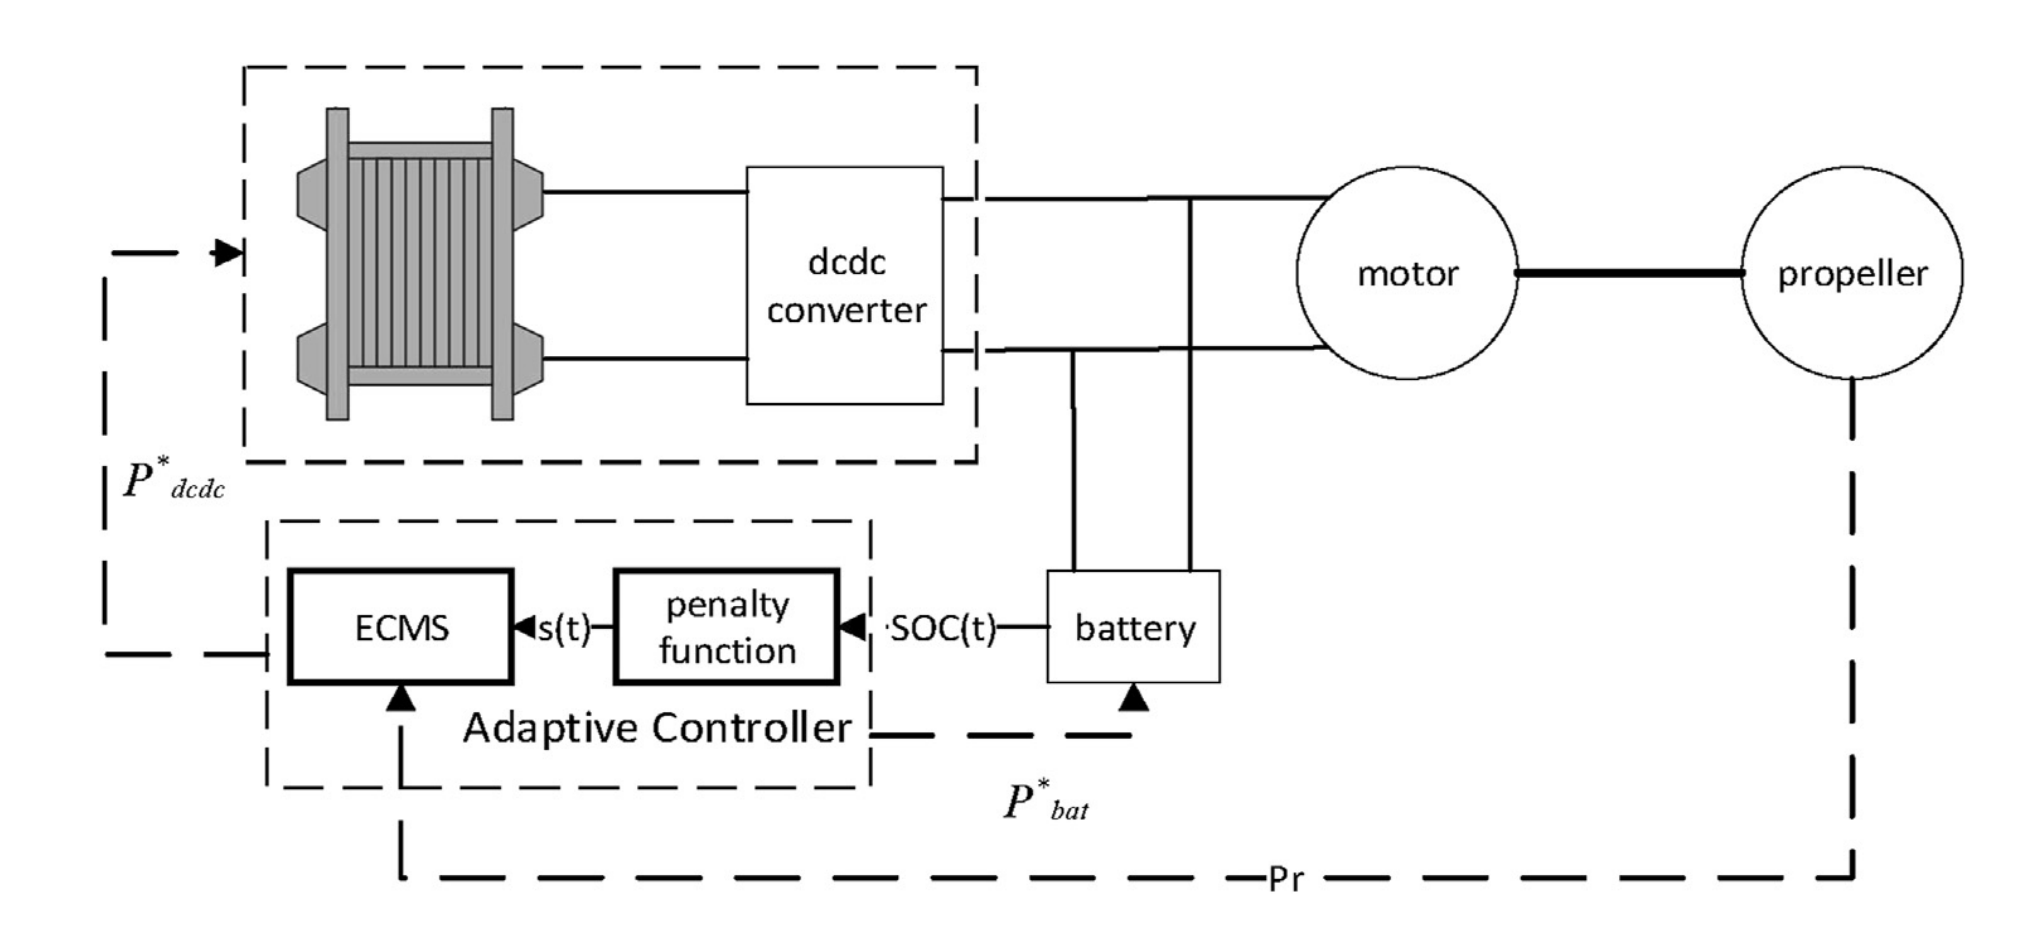 dcdc
converter
motor
propeller
P*dcdc
ECMS
s(t)
penalty
function
SOC(t)
battery
Adaptive Controller
P*bat
Pr